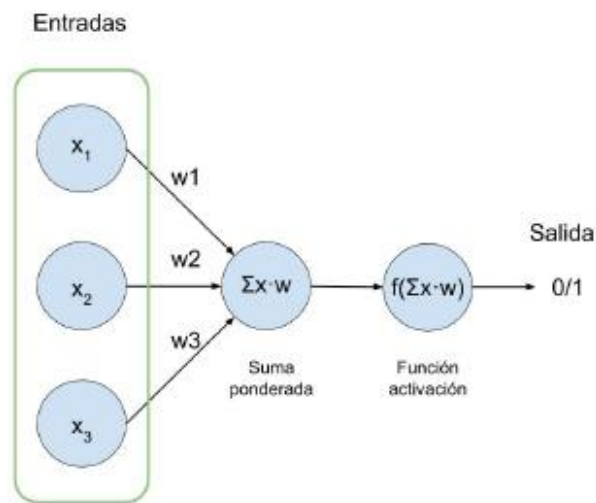 Entradas
x1
w1
w2
x2
w3
x3
Σx·w
Suma
ponderada
f(Σx·w)
Función
activación
Salida
0/1